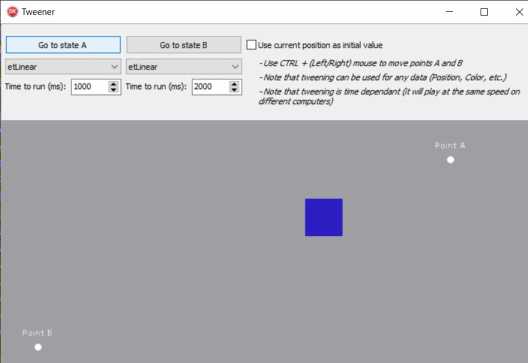 Tweener
Go to state A
Go to state B
Use current position as initial value
etLinear
etLinear
Time to run (ms): 1000
Time to run (ms): 2000
- Use CTRL + (Left/Right) mouse to move points A and B
- Note that tweening can be used for any data (Position, Color, etc.)
- Note that tweening is time dependant (it will play at the same speed on
different computers)
Point A
Point B